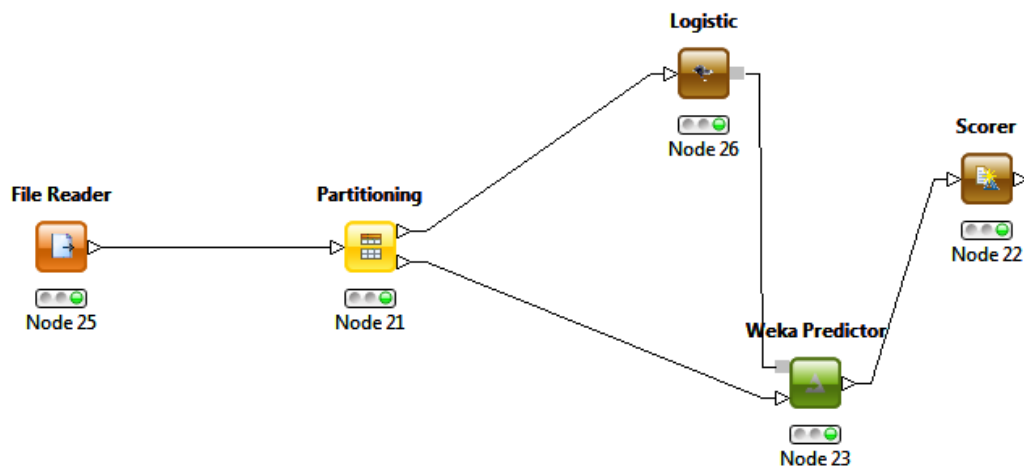 Logistic
Node 26
Scorer
Node 22
File Reader
Node 25
Partitioning
Node 21
Weka Predictor
Node 23